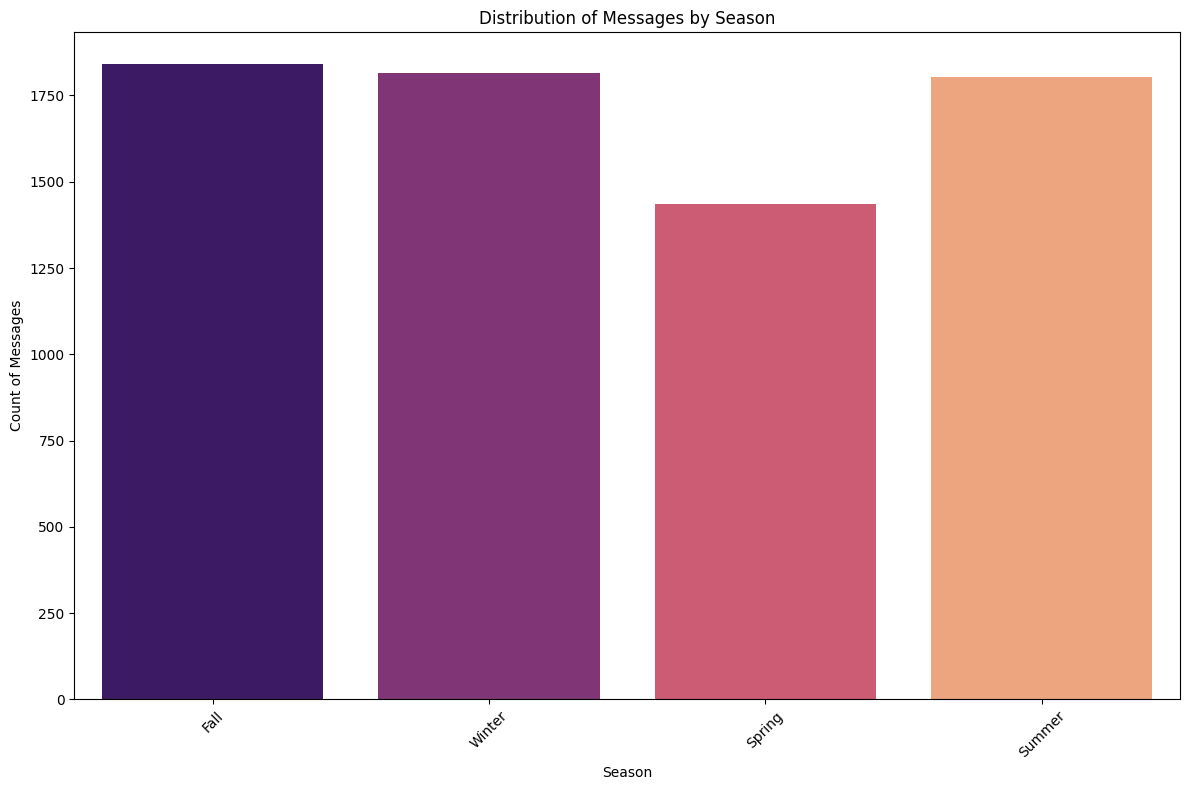 Distribution of Messages by Season
Count of Messages
1750
1500
1250
1000
750
500
250
0
Fall
Winter
Spring
Summer
Season